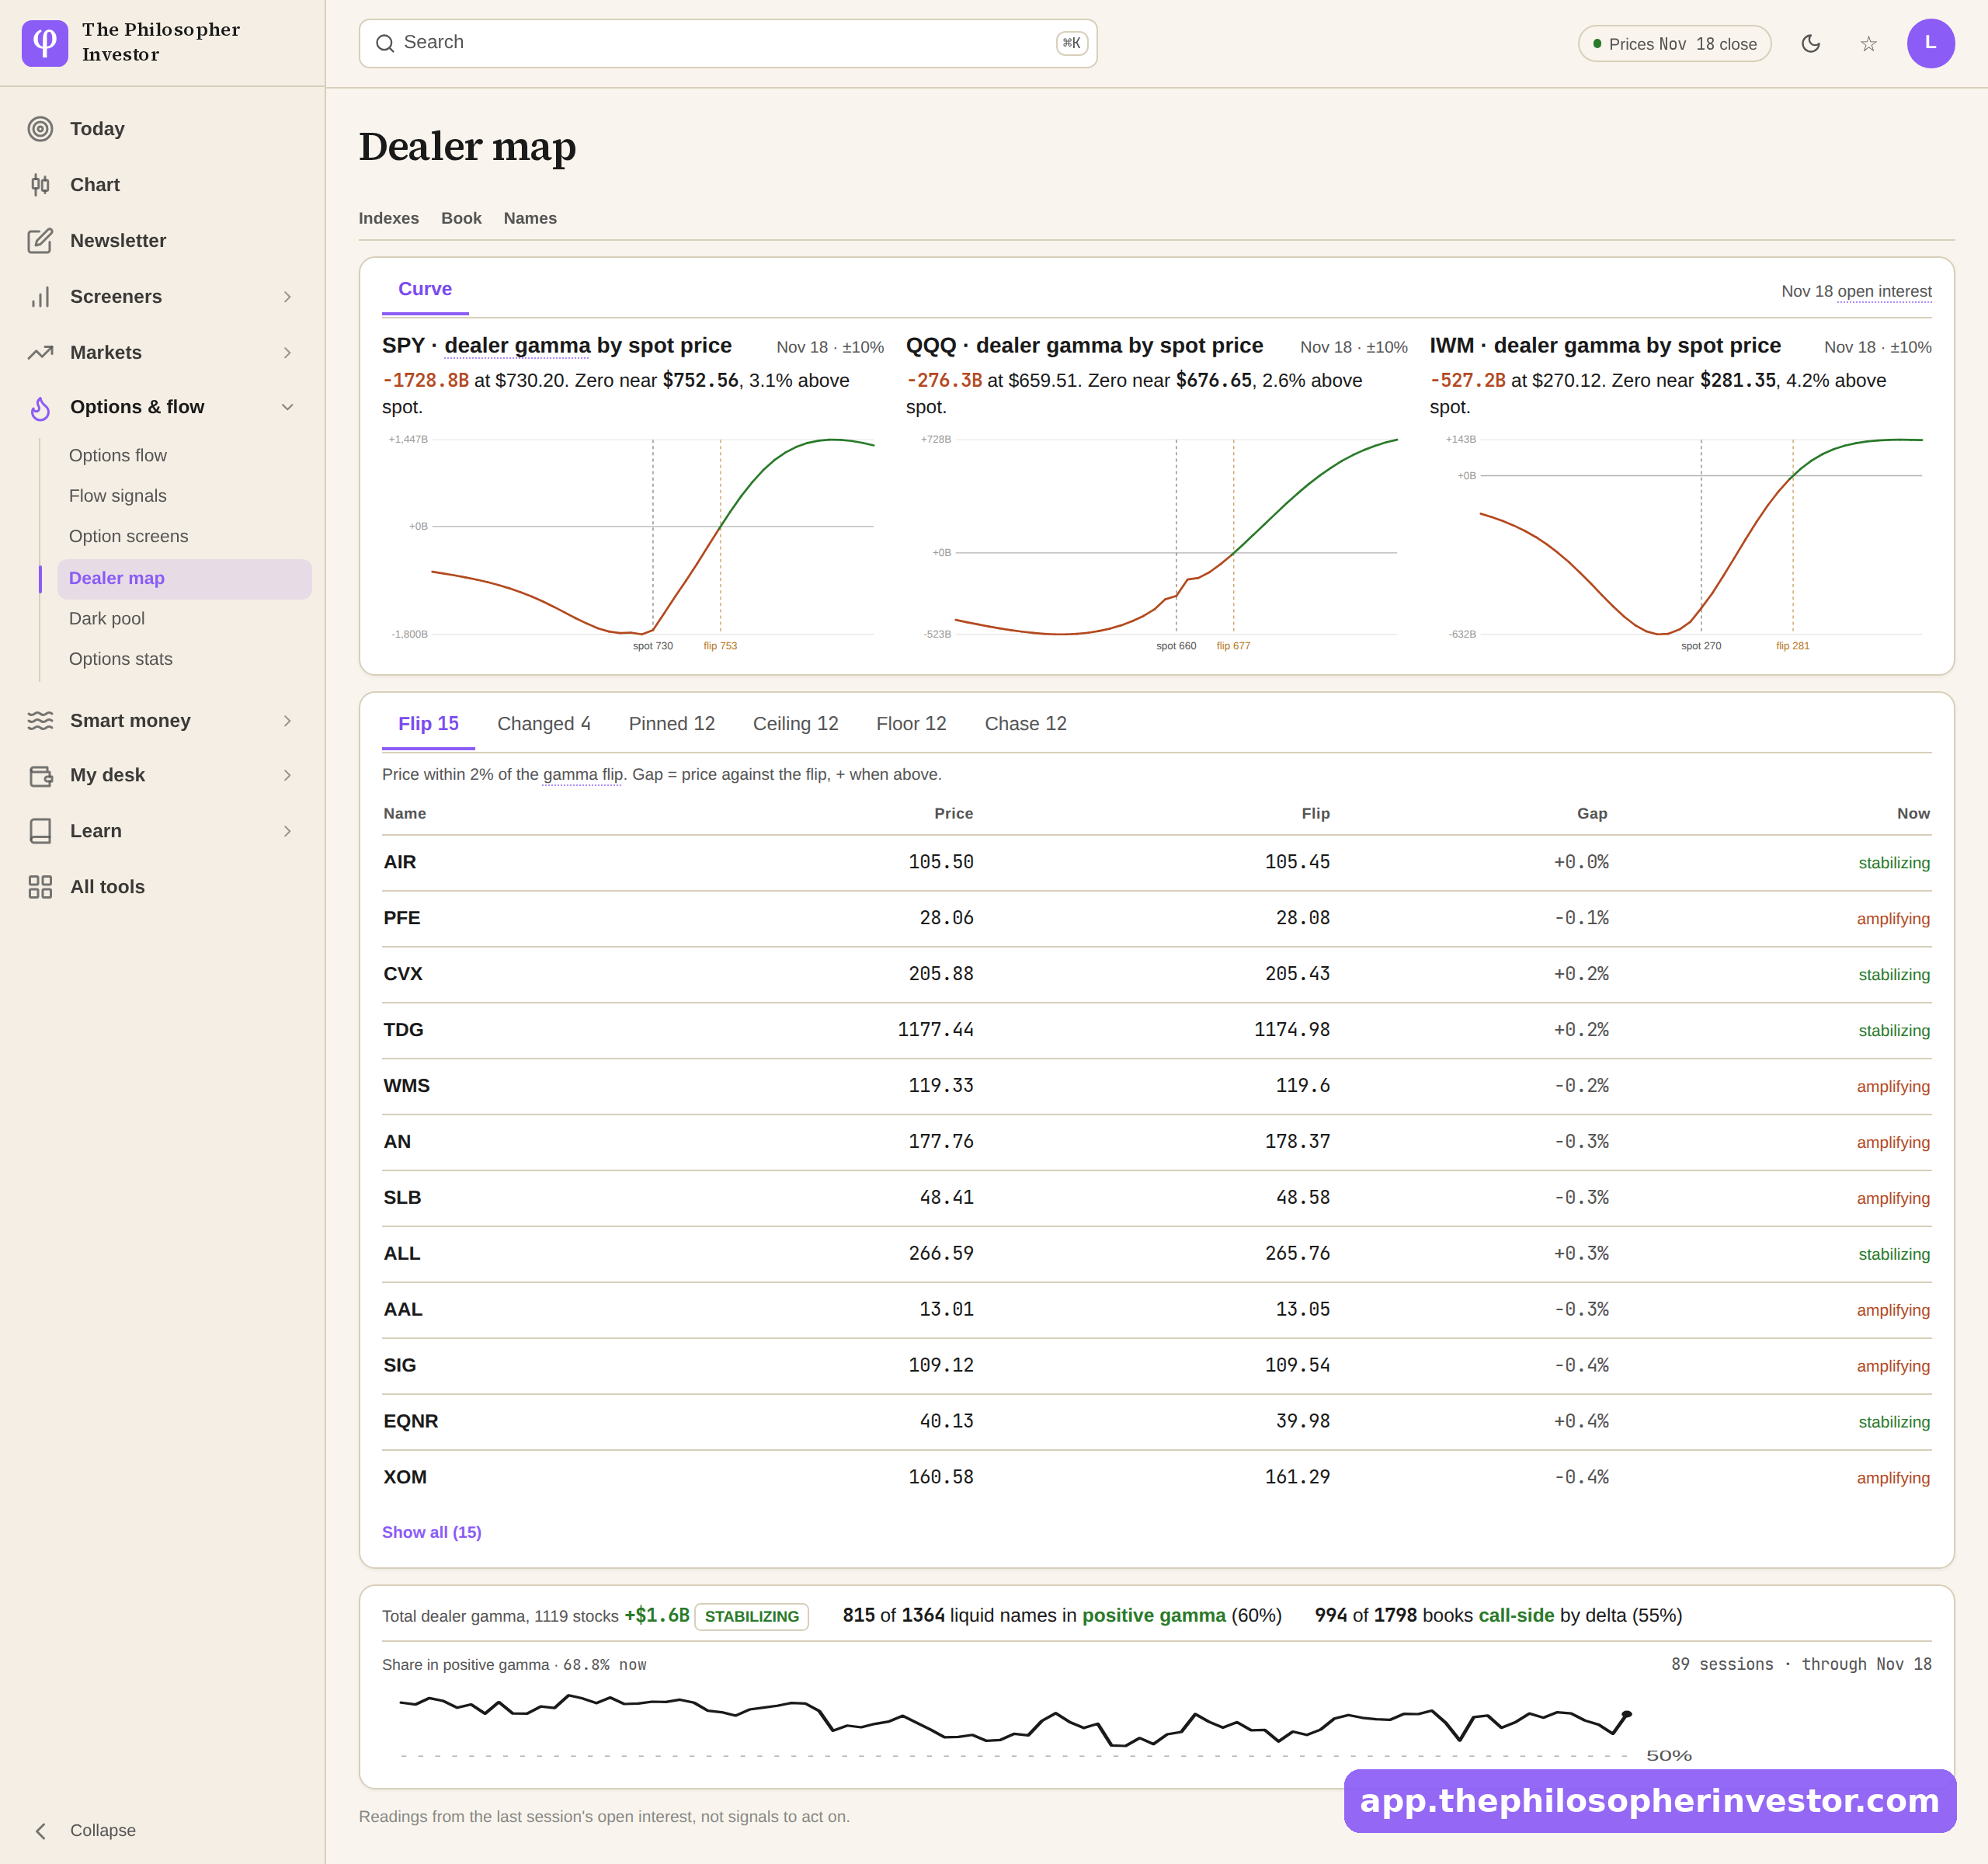 The Philosopher
Investor
Search
⌘K
Prices Nov 18 close
L
Today
Chart
Newsletter
Screeners
Markets
Options & flow
Options flow
Flow signals
Option screens
Dealer map
Dark pool
Options stats
Smart money
My desk
Learn
All tools
Collapse
Dealer map
Indexes Book Names
Curve
Nov 18 open interest
SPY · dealer gamma by spot price Nov 18 · ±10%
-1728.8B at $730.20. Zero near $752.56, 3.1% above
spot.
+1,447B
+0B
-1,800B
spot 730 flip 753
QQQ · dealer gamma by spot price Nov 18 · ±10%
-276.3B at $659.51. Zero near $676.65, 2.6% above
spot.
+728B
+0B
-523B
spot 660 flip 677
IWM · dealer gamma by spot price Nov 18 · ±10%
-527.2B at $270.12. Zero near $281.35, 4.2% above
spot.
+143B
+0B
-632B
spot 270 flip 281
Flip 15 Changed 4 Pinned 12 Ceiling 12 Floor 12 Chase 12
Price within 2% of the gamma flip. Gap = price against the flip, + when above.
Name Price Flip Gap Now
AIR 105.50 105.45 +0.0% stabilizing
PFE 28.06 28.08 -0.1% amplifying
CVX 205.88 205.43 +0.2% stabilizing
TDG 1177.44 1174.98 +0.2% stabilizing
WMS 119.33 119.6 -0.2% amplifying
AN 177.76 178.37 -0.3% amplifying
SLB 48.41 48.58 -0.3% amplifying
ALL 266.59 265.76 +0.3% stabilizing
AAL 13.01 13.05 -0.3% amplifying
SIG 109.12 109.54 -0.4% amplifying
EQNR 40.13 39.98 +0.4% stabilizing
XOM 160.58 161.29 -0.4% amplifying
Show all (15)
Total dealer gamma, 1119 stocks +$1.6B STABILIZING 815 of 1364 liquid names in positive gamma (60%) 994 of 1798 books call-side by delta (55%)
Share in positive gamma · 68.8% now 89 sessions · through Nov 18
50%
Readings from the last session's open interest, not signals to act on.
app.thephilosopherinvestor.com